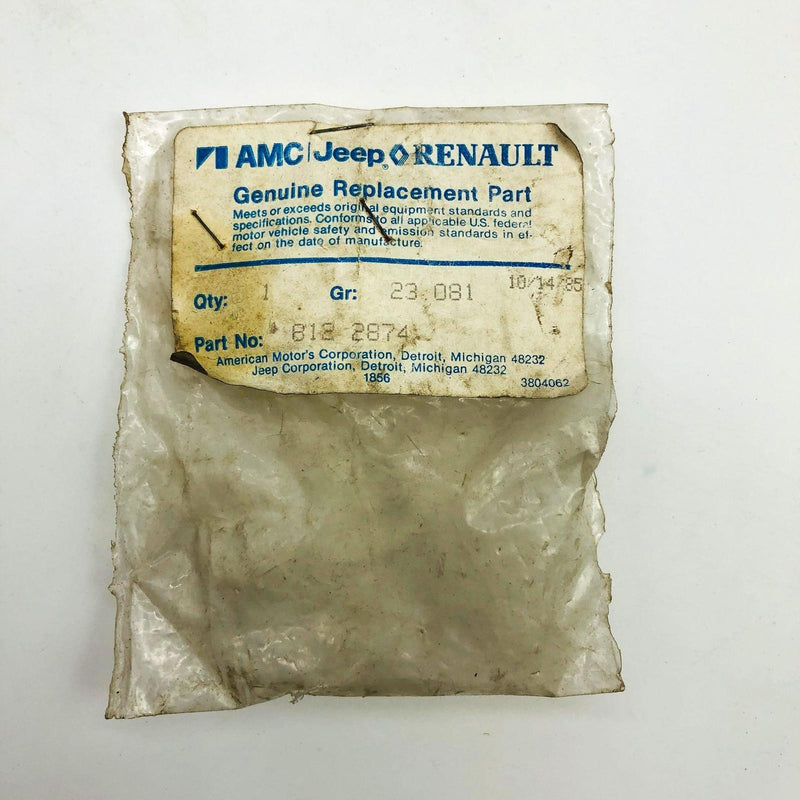 AMC|Jeep® RENAULT
Genuine Replacement Part
Meets or exceeds original equipment standards and
specifications. Conforms to all applicable U.S. federal
motor vehicle safety and emission standards in ef-
fect on the date of manufacture.
Qty: 1 Gr: 23.081 10/14/85
Part No: 812 2874
American Motor's Corporation, Detroit, Michigan 48232
Jeep Corporation, Detroit, Michigan 48232
1856 3804062